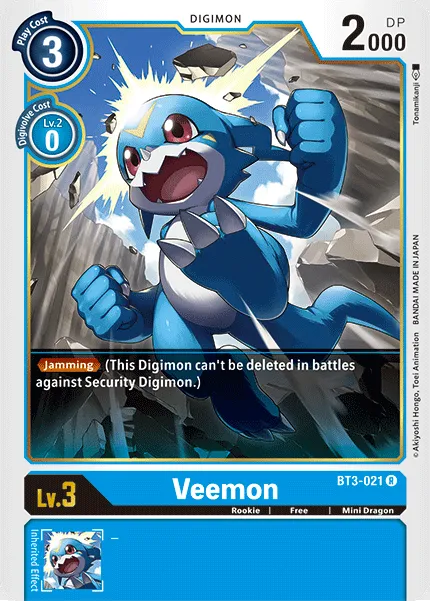 Play Cost
3
DIGIMON
2000
DP
Digivolve Cost
Lv.2
0
Tonamikanji
Jamming (This Digimon can't be deleted in battles
against Security Digimon.)
©Akiyoshi Hongo, Toei Animation BANDAI MADE IN JAPAN
Lv.3
Veemon
BT3-021 R
Rookie | Free | Mini Dragon
Inherited Effect
–